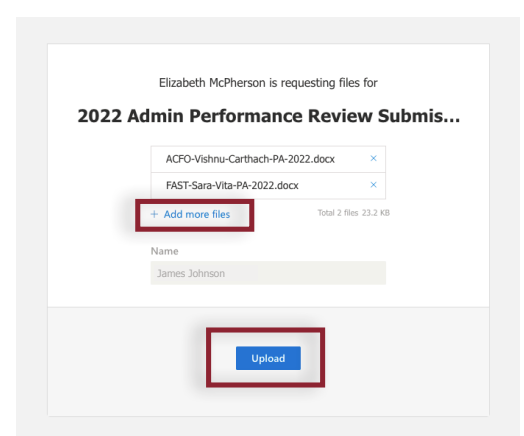 Elizabeth McPherson is requesting files for
2022 Admin Performance Review Submis...
ACFO-Vishnu-Carthach-PA-2022.docx ×
FAST-Sara-Vita-PA-2022.docx ×
+ Add more files Total 2 files 23.2 KB
Name
James Johnson
Upload